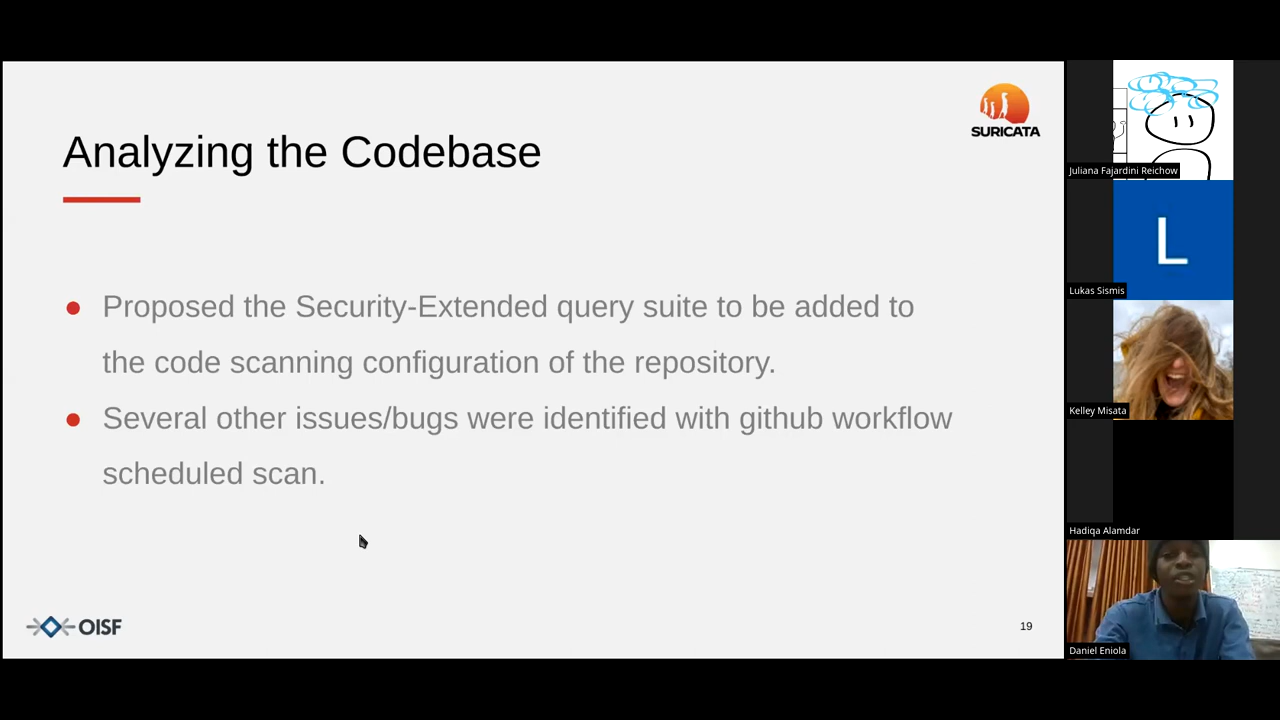 SURICATA
Analyzing the Codebase
● Proposed the Security-Extended query suite to be added to
the code scanning configuration of the repository.
● Several other issues/bugs were identified with github workflow
scheduled scan.
OISF
19
Juliana Fajardini Reichow
L
Lukas Sismis
Kelley Misata
Hadiqa Alamdar
Daniel Eniola